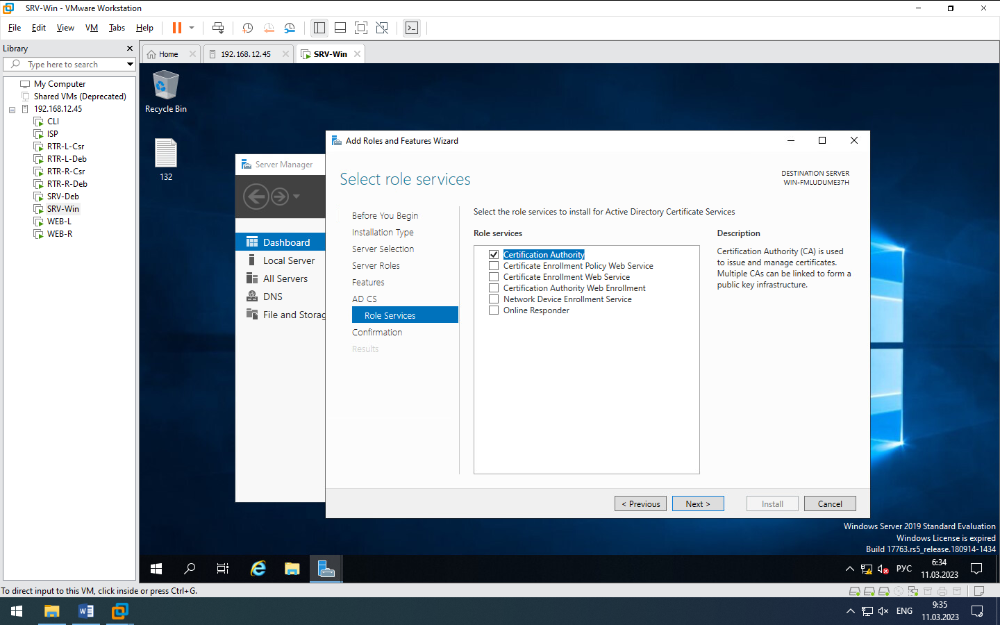 SRV-Win - VMware Workstation
File Edit View VM Tabs Help
Library
Type here to search
My Computer
Shared VMs (Deprecated)
192.168.12.45
CLI
ISP
RTR-L-Csr
RTR-L-Deb
RTR-R-Csr
RTR-R-Deb
SRV-Deb
SRV-Win
WEB-L
WEB-R
Home
192.168.12.45
SRV-Win
Recycle Bin
132
Server Manager
Dashboard
Local Server
All Servers
DNS
File and Storag
Add Roles and Features Wizard
Select role services
DESTINATION SERVER
WIN-FMLUDUME37H
Before You Begin
Installation Type
Server Selection
Server Roles
Features
AD CS
Role Services
Confirmation
Results
Select the role services to install for Active Directory Certificate Services
Role services
Certification Authority
Certificate Enrollment Policy Web Service
Certificate Enrollment Web Service
Certification Authority Web Enrollment
Network Device Enrollment Service
Online Responder
Description
Certification Authority (CA) is used
to issue and manage certificates.
Multiple CAs can be linked to form a
public key infrastructure.
< Previous
Next >
Install
Cancel
Windows Server 2019 Standard Evaluation
Windows License is expired
Build 17763.rs5_release.180914-1434
РУС
6:34
11.03.2023
To direct input to this VM, click inside or press Ctrl+G.
ENG
9:35
11.03.2023